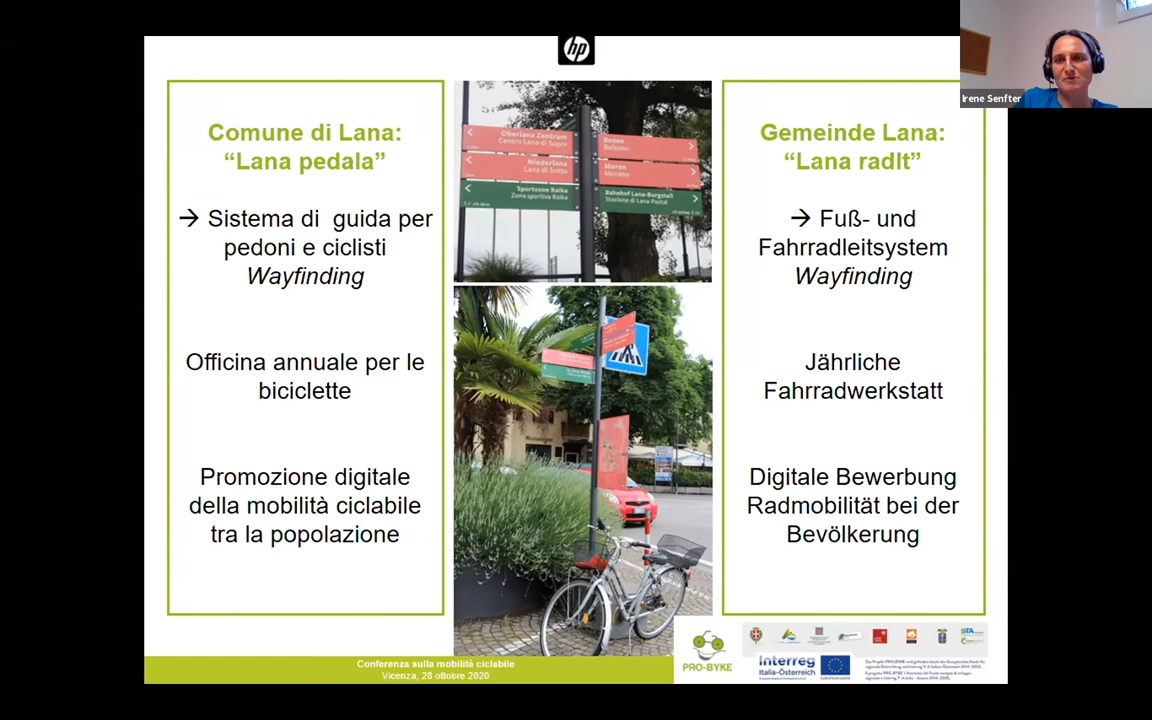 hp
Irene Senfter
Comune di Lana:
“Lana pedala”
→ Sistema di guida per
pedoni e ciclisti
Wayfinding
Officina annuale per le
biciclette
Promozione digitale
della mobilità ciclabile
tra la popolazione
Oberlana Zentrum
Centro Lana di Sopra
Niederlana
Lana di Sotto
Sportzone Raika
Zona sportiva Raika
Bozen
Bolzano
Meran
Merano
Bahnhof Lana-Burgstall
Stazione di Lana-Postal
Gemeinde Lana:
“Lana radlt”
→ Fuß- und
Fahrradleitsystem
Wayfinding
Jährliche
Fahrradwerkstatt
Digitale Bewerbung
Radmobilität bei der
Bevölkerung
Conferenza sulla mobilità ciclabile
Vicenza, 28 ottobre 2020
PRO-BYKE
STA
Interreg
Italia-Österreich